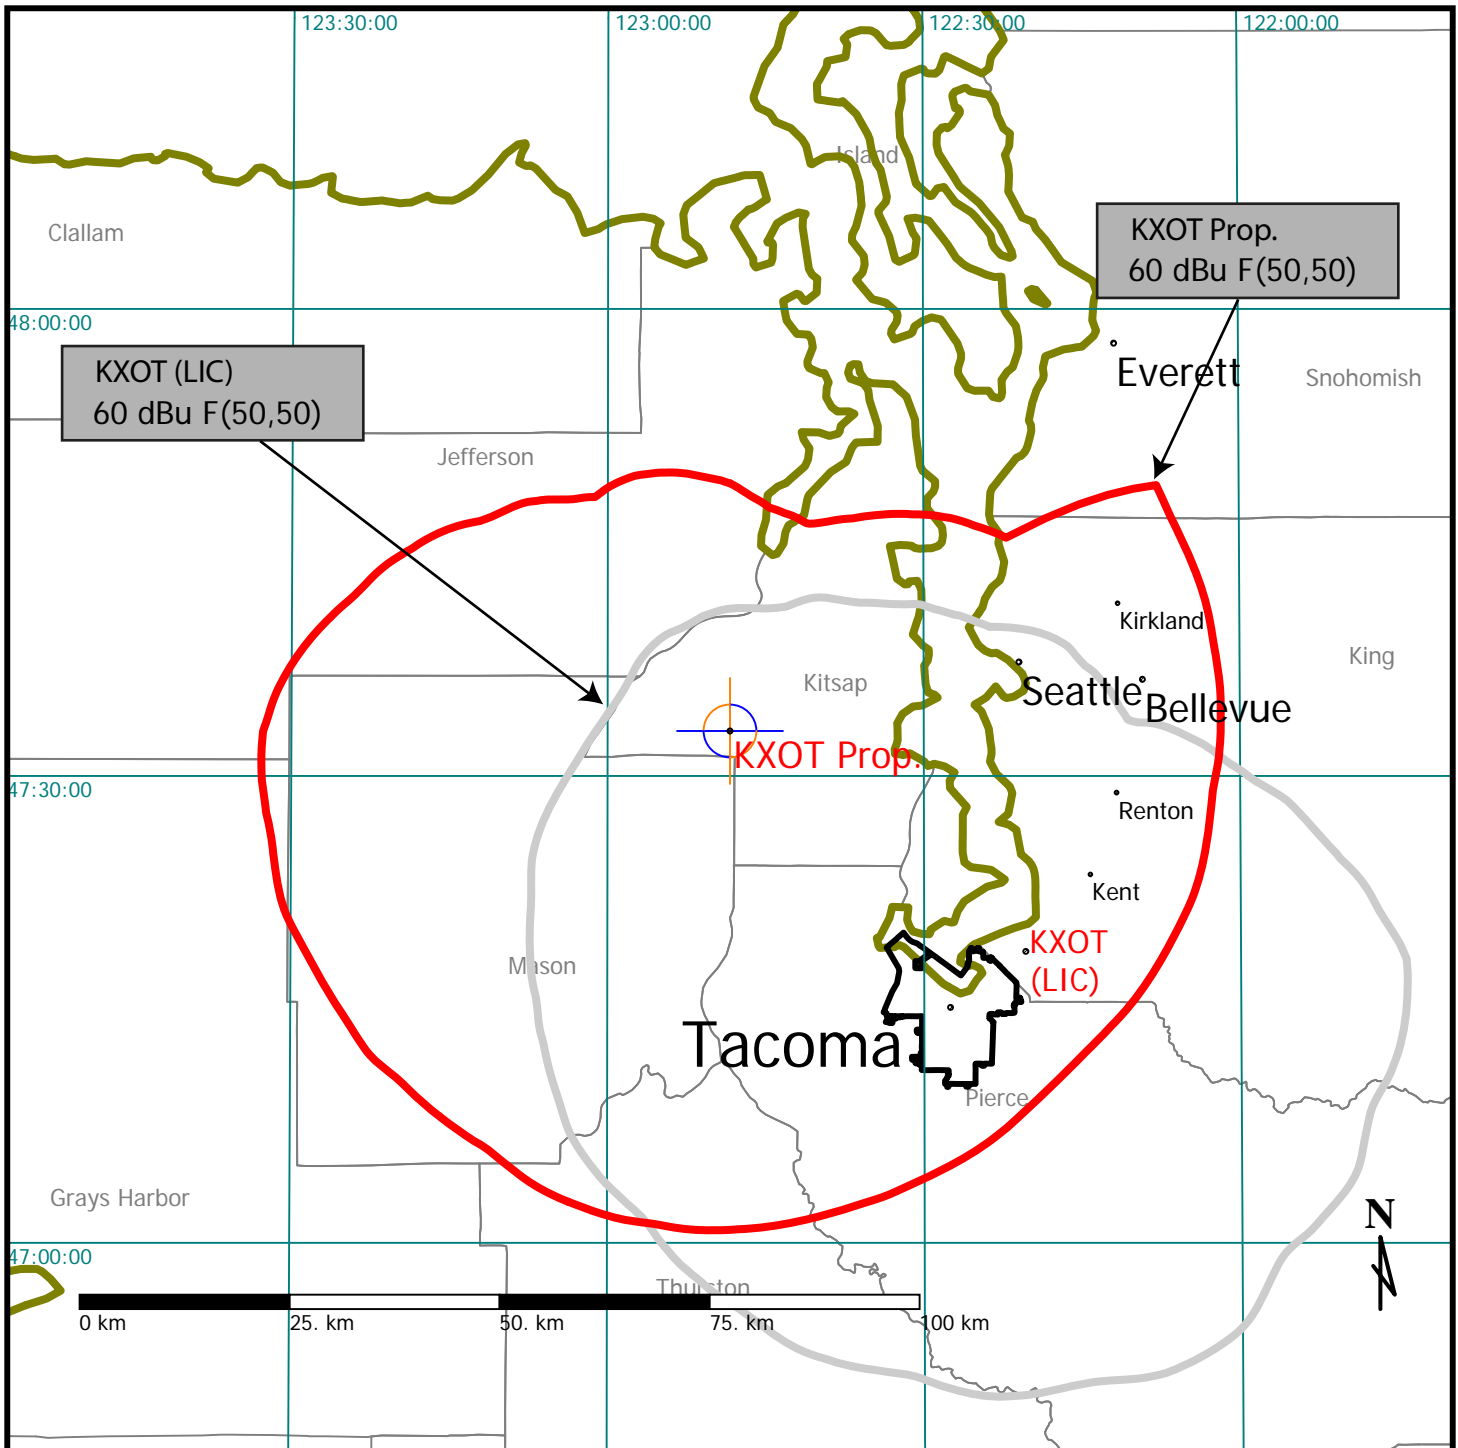 123:30:00
123:00:00
122:30:00
122:00:00
Island
Clallam
KXOT Prop.
60 dBu F(50,50)
48:00:00
KXOT (LIC)
60 dBu F(50,50)
Everett
Snohomish
Jefferson
Kirkland
King
Kitsap
Seattle
Bellevue
KXOT Prop.
47:30:00
Renton
Kent
KXOT
(LIC)
Mason
Tacoma
Pierce
Grays Harbor
N
47:00:00
Thurston
0 km
25. km
50. km
75. km
100 km